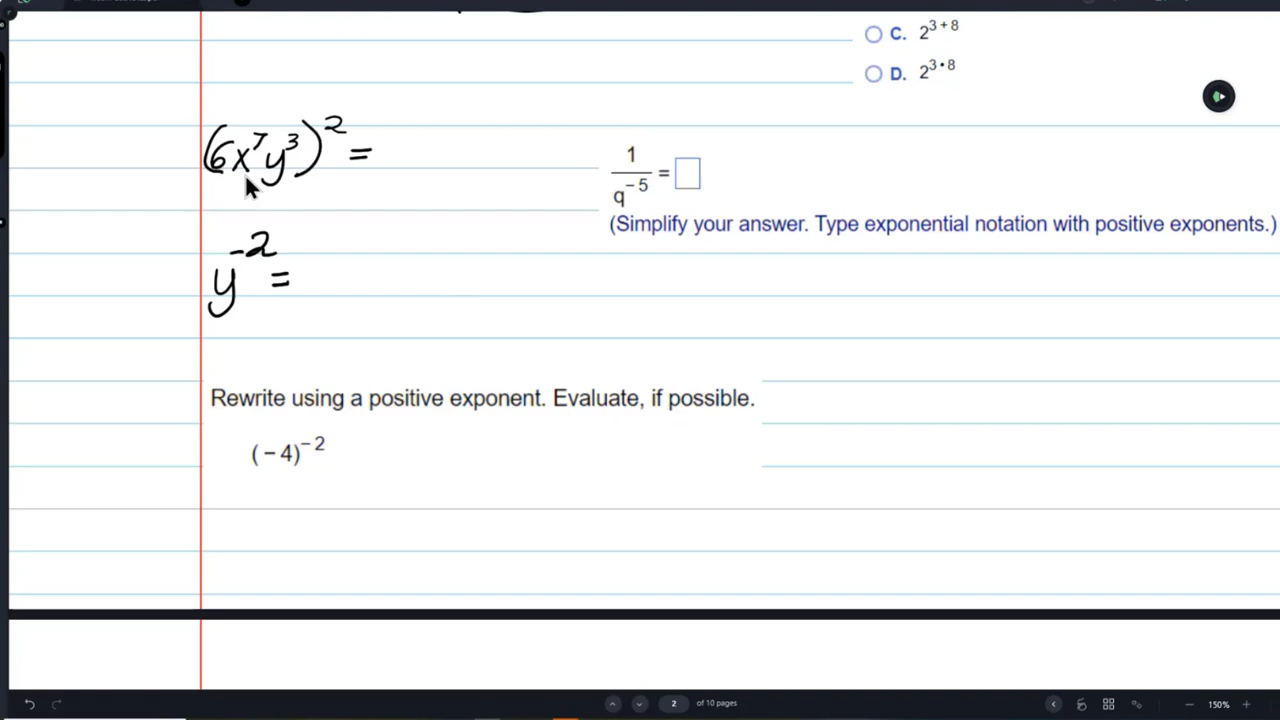 C. 2^{3+8}
D. 2^{3•8}
(6x^7y^3)^2 =
1/q^{-5} = 
(Simplify your answer. Type exponential notation with positive exponents.)
y^{-2} =
Rewrite using a positive exponent. Evaluate, if possible.
(-4)^{-2}
2 of 10 pages
150%